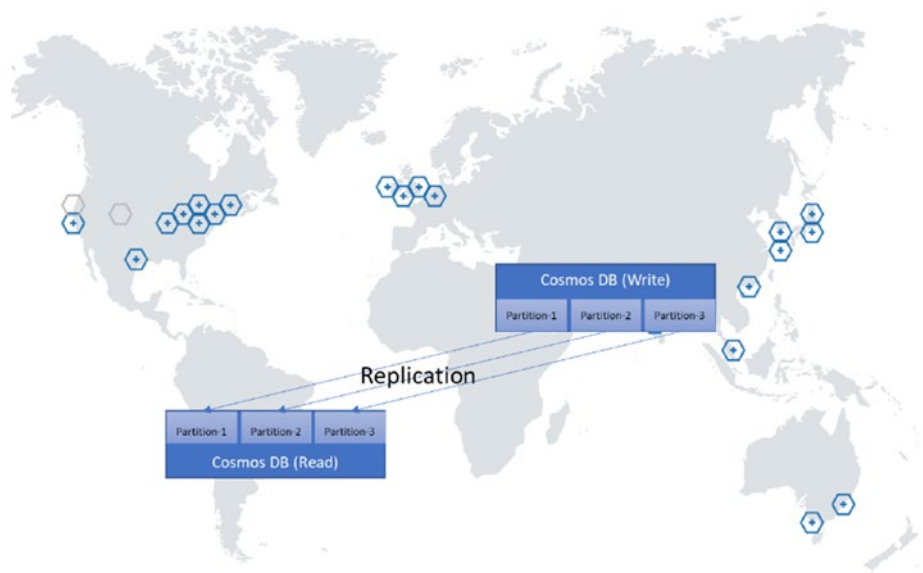 Cosmos DB (Write)
Partition-1 Partition-2 Partition-3
Replication
Partition-1 Partition-2 Partition-3
Cosmos DB (Read)